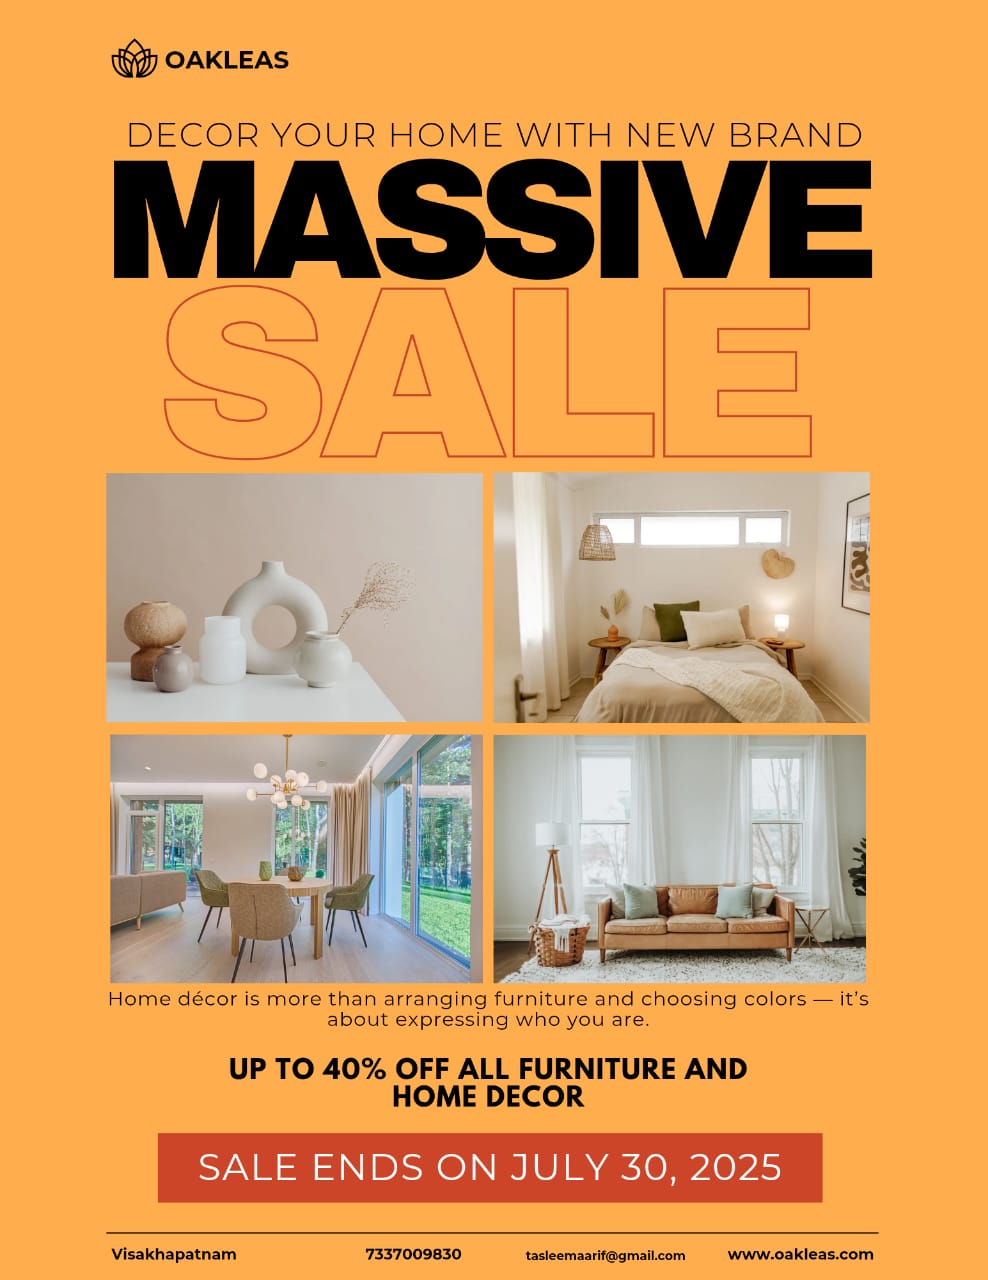 OAKLEAS
DECOR YOUR HOME WITH NEW BRAND
MASSIVE
SALE
Home décor is more than arranging furniture and choosing colors — it’s
about expressing who you are.
UP TO 40% OFF ALL FURNITURE AND
HOME DECOR
SALE ENDS ON JULY 30, 2025
Visakhapatnam 7337009830 tasleemaarif@gmail.com www.oakleas.com